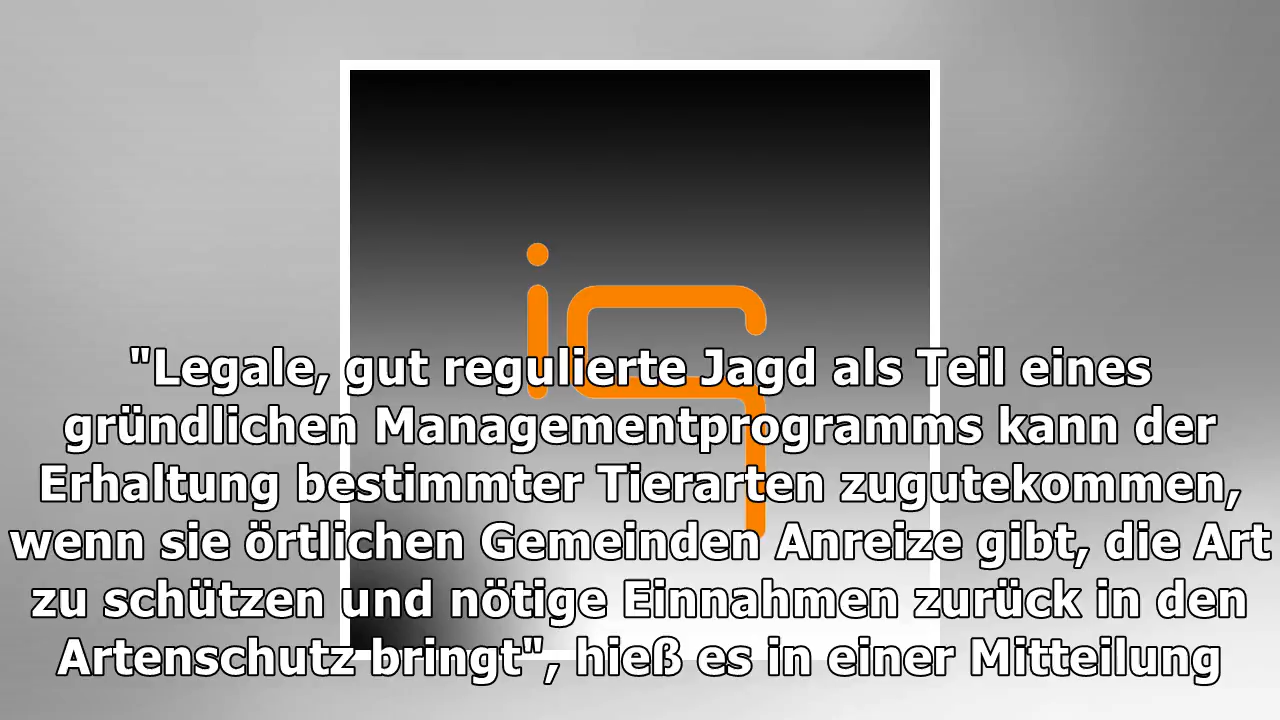 "Legale, gut regulierte Jagd als Teil eines
gründlichen Managementprogramms kann der
Erhaltung bestimmter Tierarten zugutekommen,
wenn sie örtlichen Gemeinden Anreize gibt, die Art
zu schützen und nötige Einnahmen zurück in den
Artenschutz bringt", hieß es in einer Mitteilung